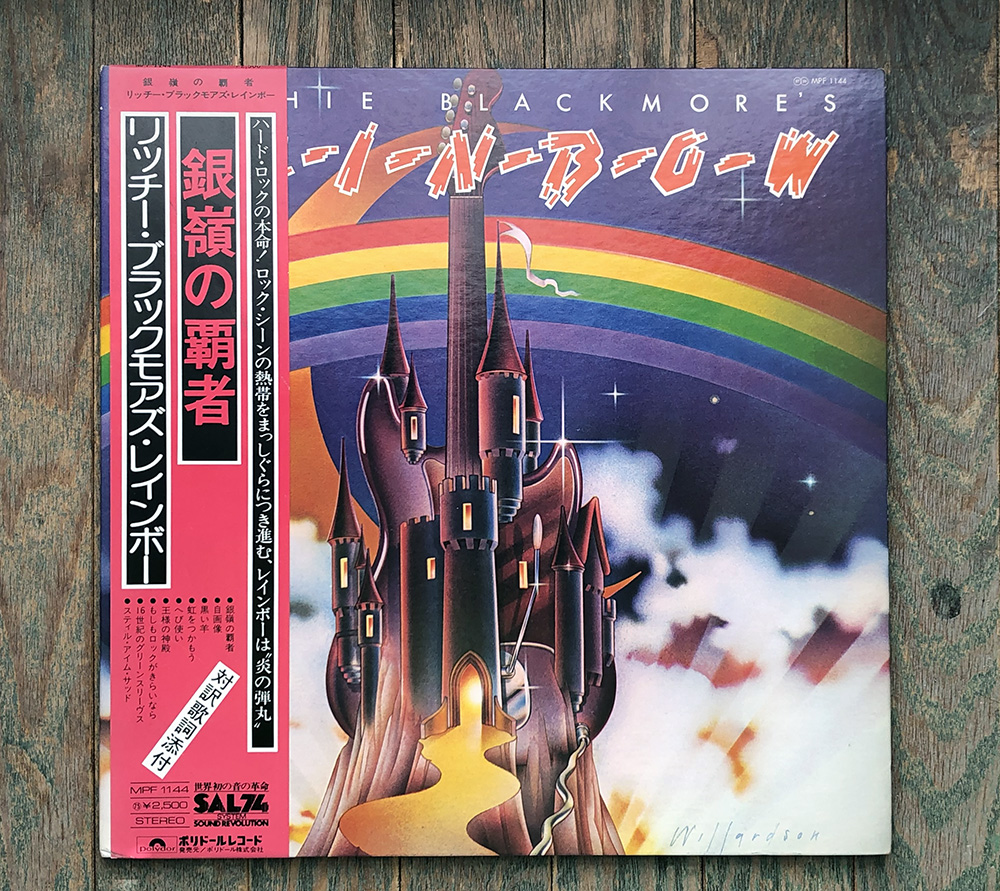 銀嶺の覇者
リッチー・ブラックモアズ・レインボー
ハード・ロックの本命!ロック・シーンの熱帯をまっしぐらにつき進む、レインボーは“炎の弾丸”
銀嶺の覇者
リッチー・ブラックモアズ・レインボー
●銀嶺の覇者
●自画像
●黒い羊
●虹をつかもう
●へび使い
●王様の神殿
●もしもロックがきらいなら
●16世紀のグリーンスリーヴス
●スティル・アイム・サッド
対訳歌詞添付
MPF 1144
㉕¥2,500
STEREO
世界初の音の革命
SAL74
SYSTEM
SOUND REVOLUTION
polydor
ポリドールレコード
発売元/ポリドール株式会社
MPF 1144
HIE BLACKMORE'S
-I-N-B-O-W
Willardson